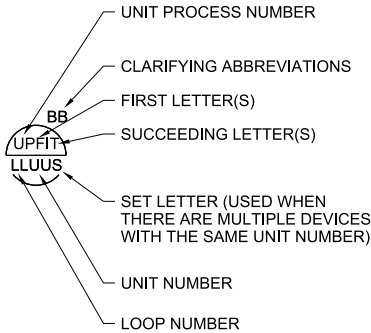 UNIT PROCESS NUMBER
CLARIFYING ABBREVIATIONS
FIRST LETTER(S)
BB
SUCCEEDING LETTER(S)
UPFIT
LLUUS
SET LETTER (USED WHEN
THERE ARE MULTIPLE DEVICES
WITH THE SAME UNIT NUMBER)
UNIT NUMBER
LOOP NUMBER